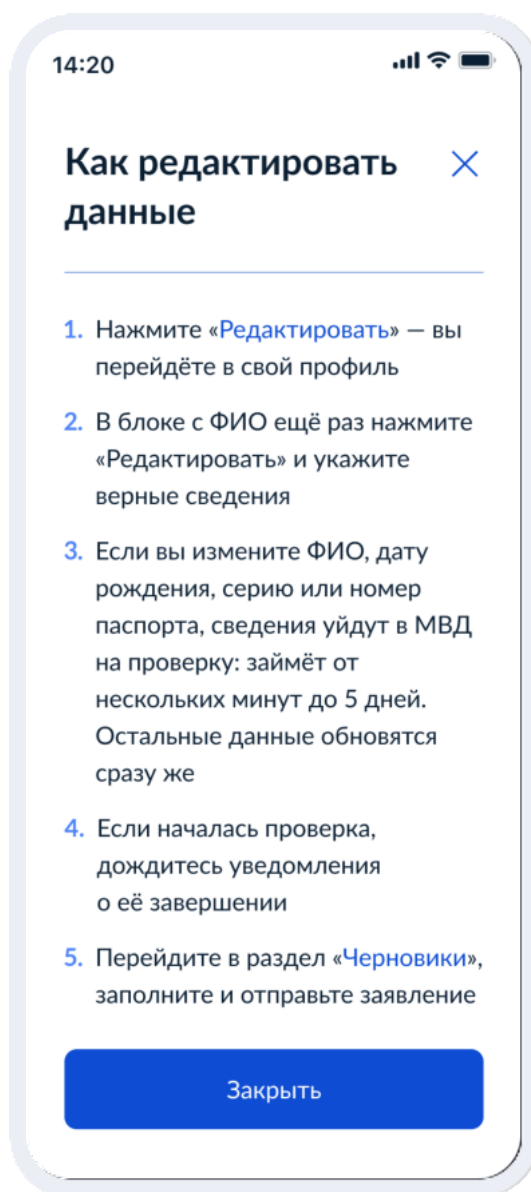 14:20
Как редактировать
данные
1. Нажмите «Редактировать» — вы
перейдёте в свой профиль
2. В блоке с ФИО ещё раз нажмите
«Редактировать» и укажите
верные сведения
3. Если вы измените ФИО, дату
рождения, серию или номер
паспорта, сведения уйдут в МВД
на проверку: займёт от
нескольких минут до 5 дней.
Остальные данные обновятся
сразу же
4. Если началась проверка,
дождитесь уведомления
о её завершении
5. Перейдите в раздел «Черновики»,
заполните и отправьте заявление
Закрыть